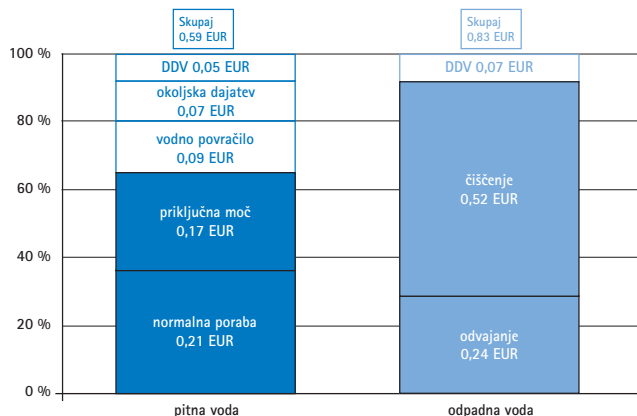 Skupaj
0,59 EUR
Skupaj
0,83 EUR
100 %
80 %
60 %
40 %
20 %
0 %
DDV 0,05 EUR
okoljska dajatev
0,07 EUR
vodno povračilo
0,09 EUR
priključna moč
0,17 EUR
normalna poraba
0,21 EUR
DDV 0,07 EUR
čiščenje
0,52 EUR
odvajanje
0,24 EUR
pitna voda
odpadna voda